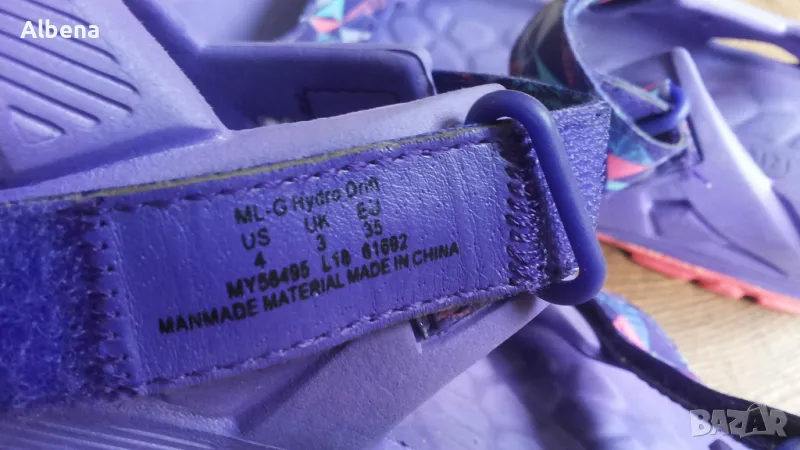 Albena
ML-G Hydro Drift
US UK EU
4 3 35
MY56495 L18 61692
MANMADE MATERIAL MADE IN CHINA
BAZAR